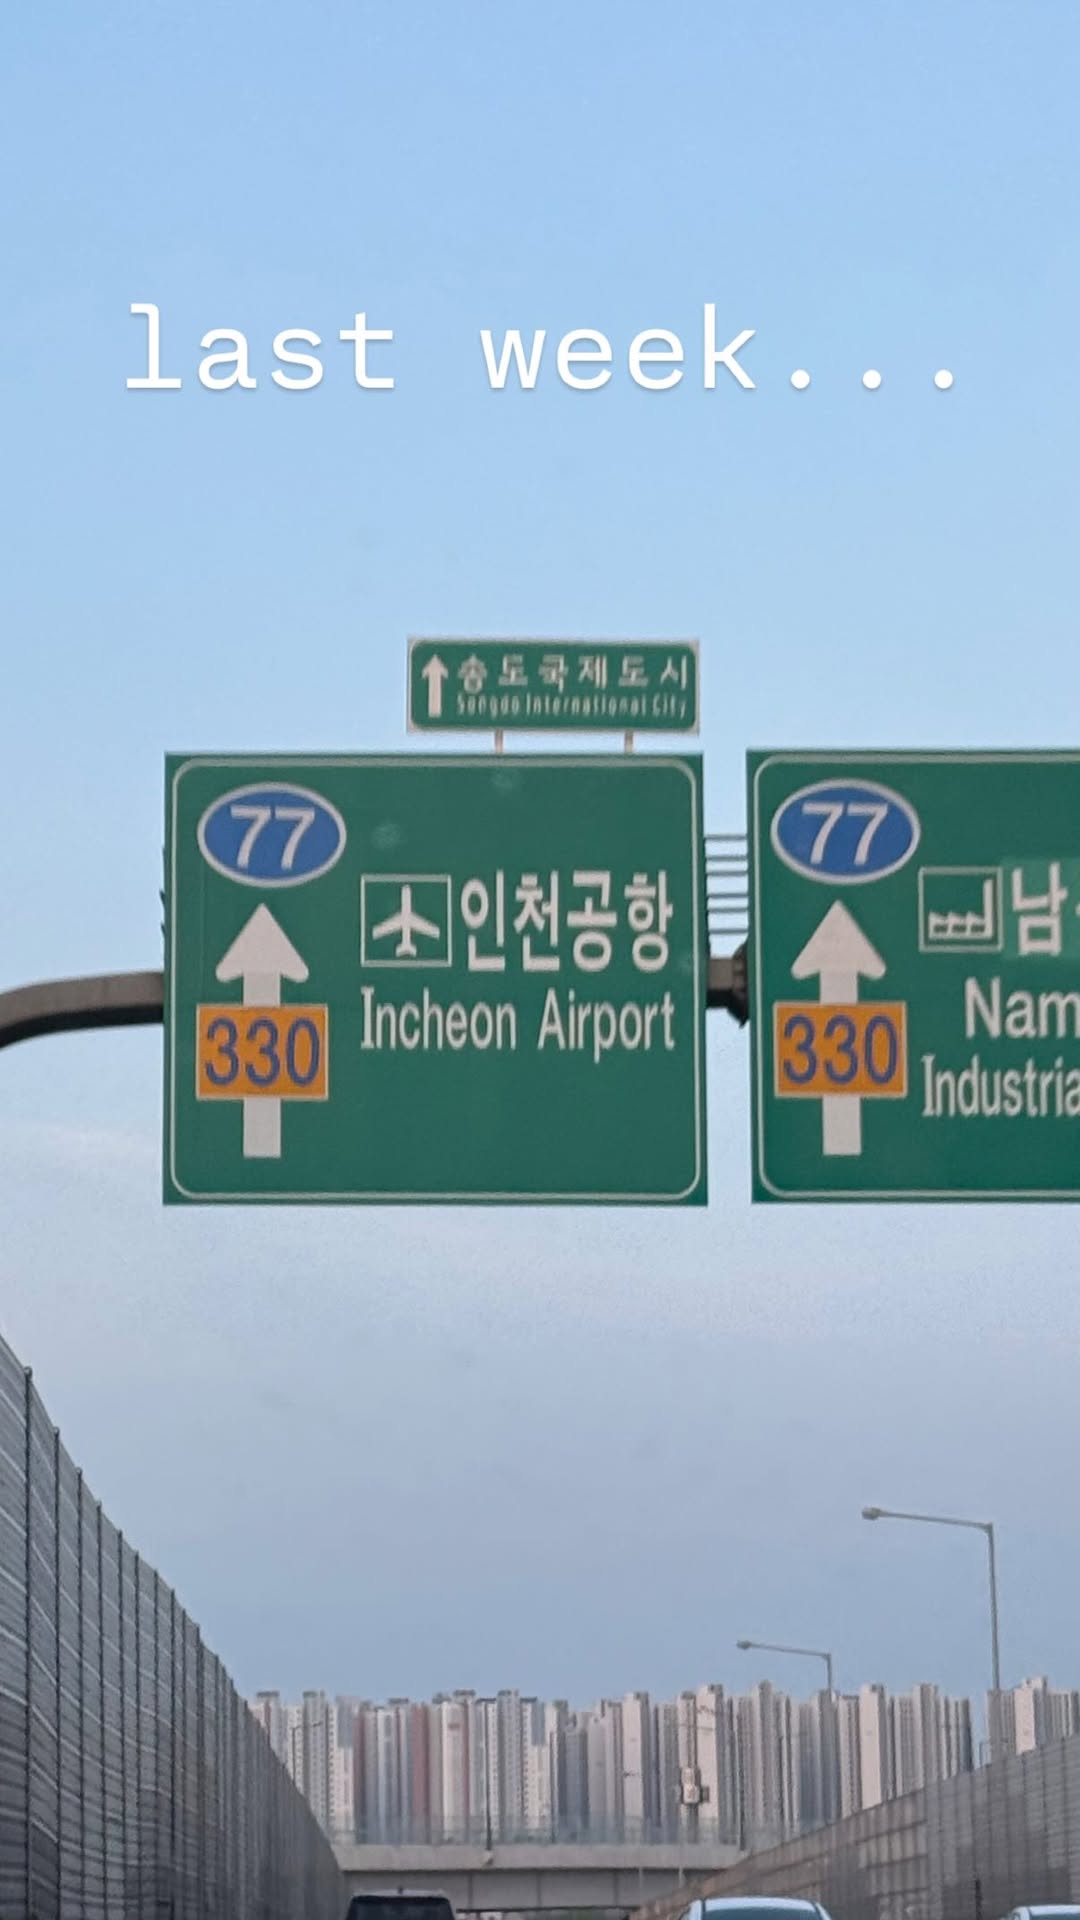 last week...
송도국제도시
Songdo International City
77
인천공항
Incheon Airport
330
77
남
330
Nam
Industria